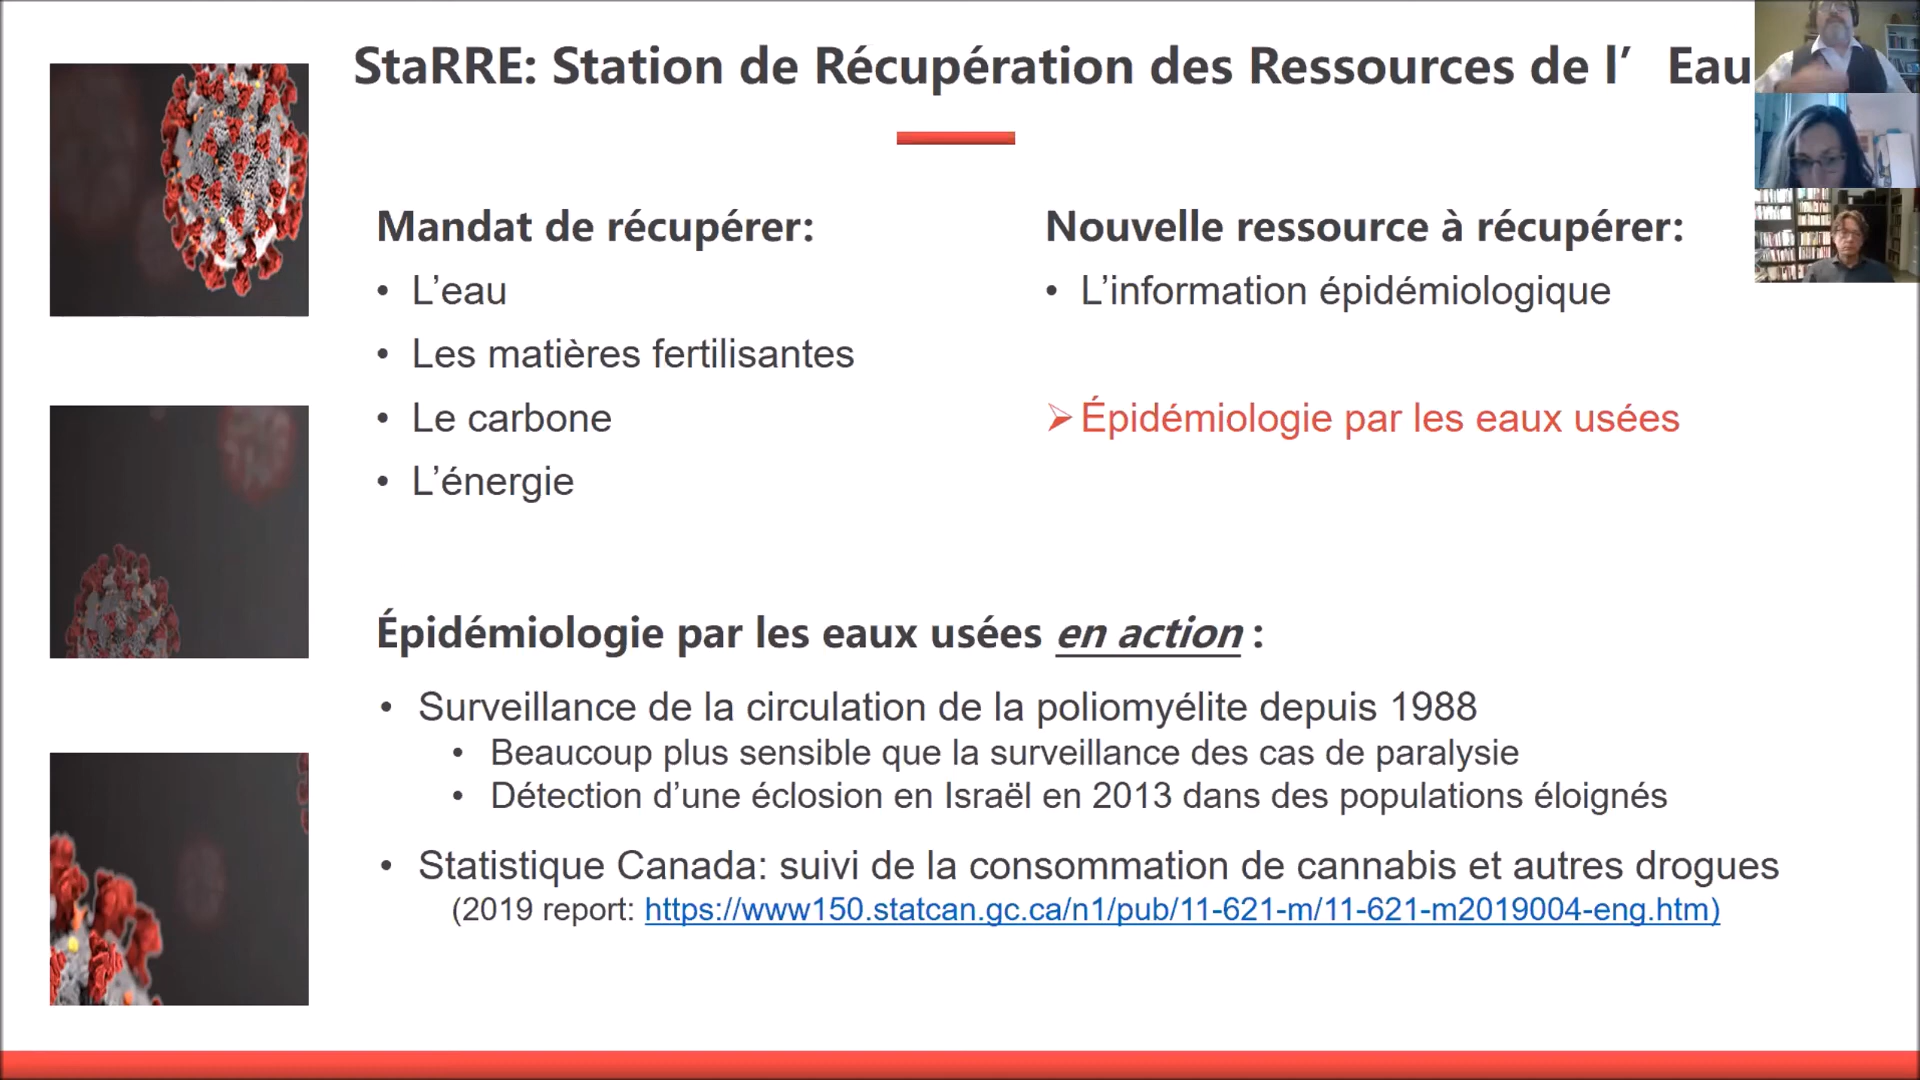 StaRRE: Station de Récupération des Ressources de l’ Eau
Mandat de récupérer:
• L’eau
• Les matières fertilisantes
• Le carbone
• L’énergie
Nouvelle ressource à récupérer:
• L’information épidémiologique
➢ Épidémiologie par les eaux usées
Épidémiologie par les eaux usées en action :
• Surveillance de la circulation de la poliomyélite depuis 1988
• Beaucoup plus sensible que la surveillance des cas de paralysie
• Détection d’une éclosion en Israël en 2013 dans des populations éloignés
• Statistique Canada: suivi de la consommation de cannabis et autres drogues
(2019 report: https://www150.statcan.gc.ca/n1/pub/11-621-m/11-621-m2019004-eng.htm)